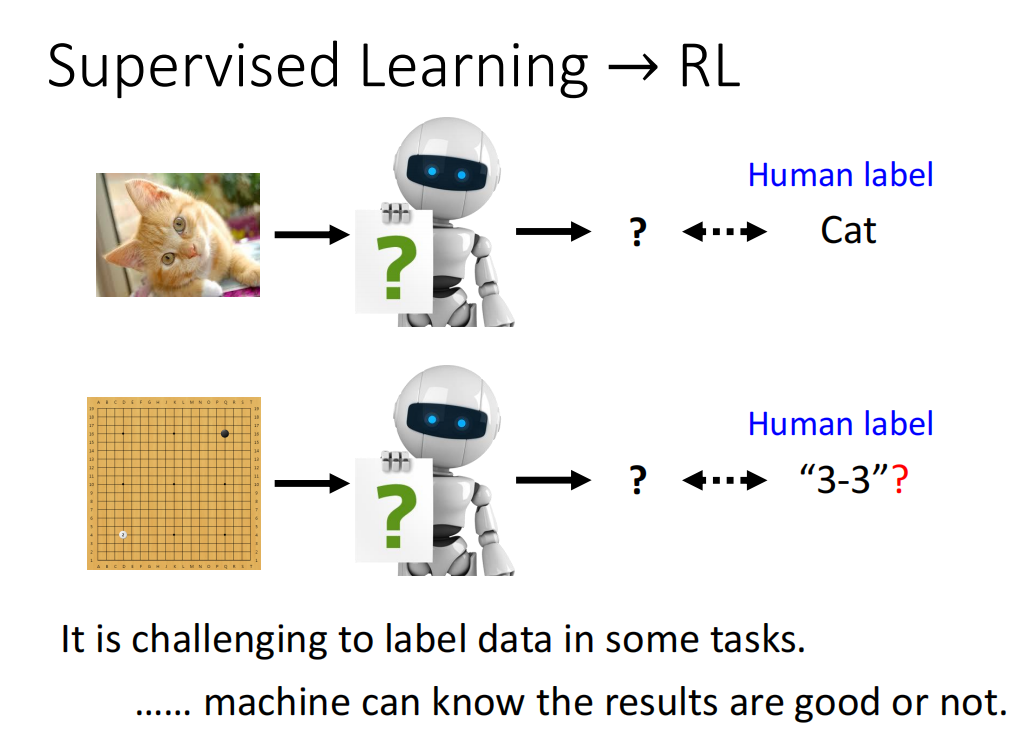 Supervised Learning → RL
Human label
?
?
Cat
Human label
?
?
“3-3”?
It is challenging to label data in some tasks.
...... machine can know the results are good or not.